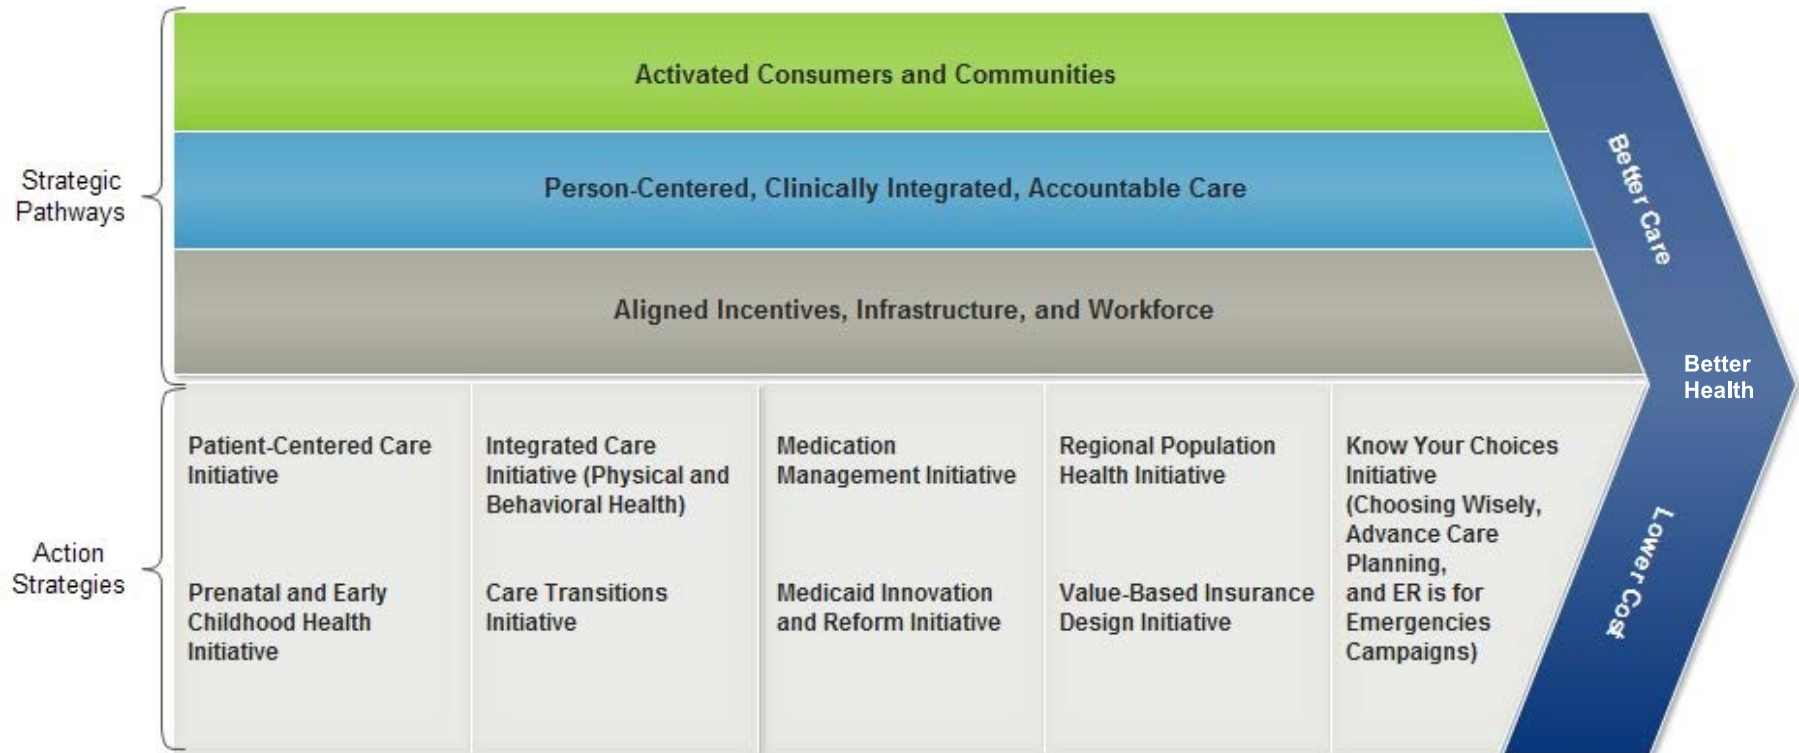 Strategic
Pathways
Activated Consumers and Communities
Person-Centered, Clinically Integrated, Accountable Care
Aligned Incentives, Infrastructure, and Workforce
Better Care
Better
Health
Lower Cost
Action
Strategies
Patient-Centered Care
Initiative
Prenatal and Early
Childhood Health
Initiative
Integrated Care
Initiative (Physical and
Behavioral Health)
Care Transitions
Initiative
Medication
Management Initiative
Medicaid Innovation
and Reform Initiative
Regional Population
Health Initiative
Value-Based Insurance
Design Initiative
Know Your Choices
Initiative
(Choosing Wisely,
Advance Care
Planning,
and ER is for
Emergencies
Campaigns)